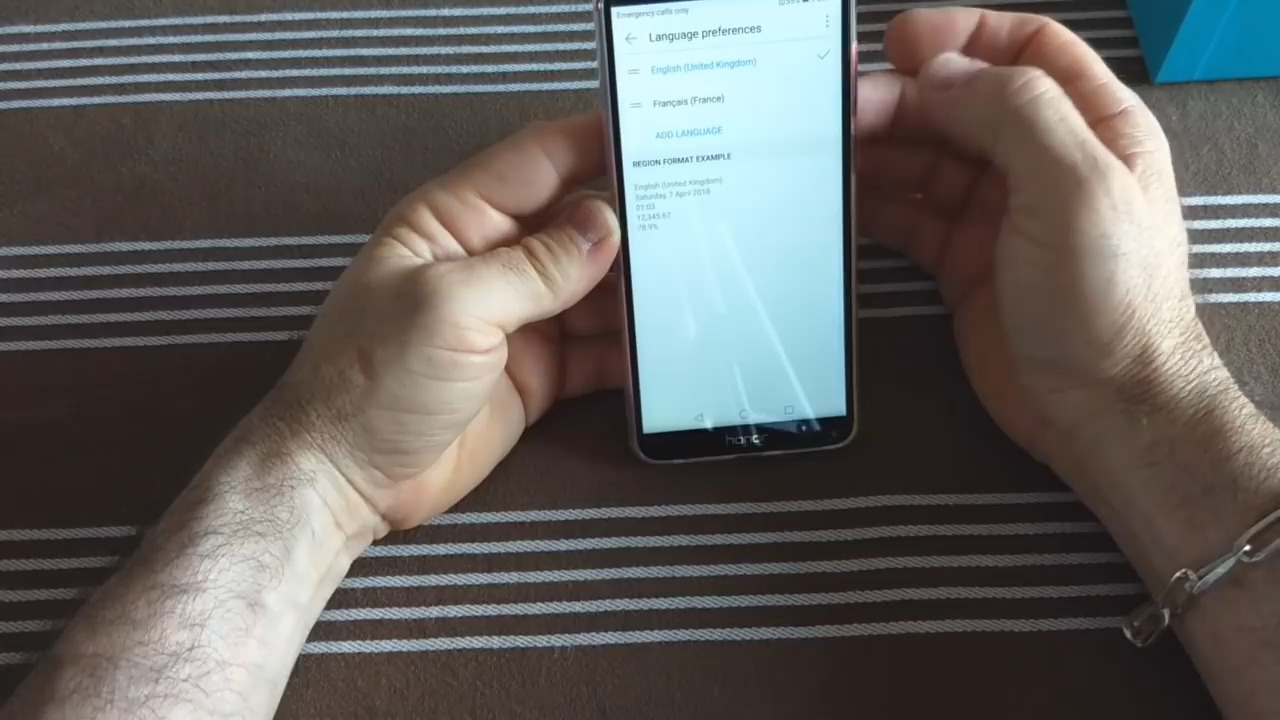 Emergency calls only
Language preferences
English (United Kingdom)
Français (France)
ADD LANGUAGE
REGION FORMAT EXAMPLE
English (United Kingdom)
Saturday, 7 April 2018
01:03
12,345.67
78.9%
honor